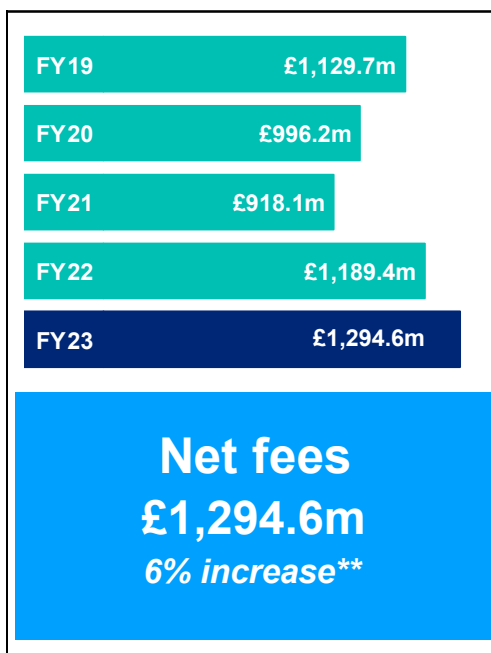 FY19 £1,129.7m
FY20 £996.2m
FY21 £918.1m
FY22 £1,189.4m
FY23 £1,294.6m
Net fees
£1,294.6m
6% increase**